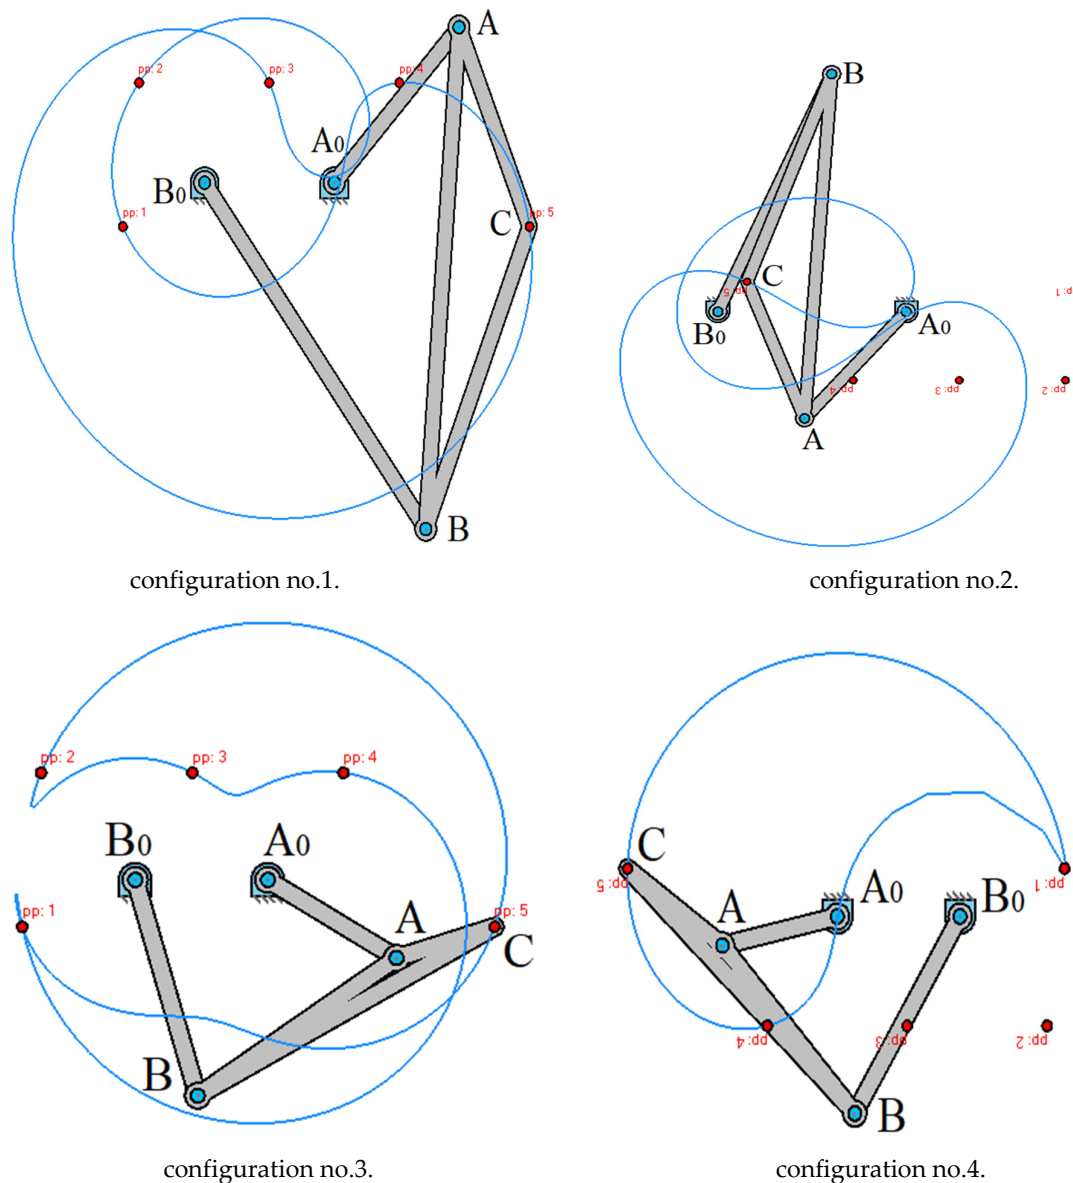 A
pp: 2
pp: 3
pp: 4
A0
B0
pp: 1
C
pp: 5
B
configuration no.1.
B
C
pp: 5
p: 1
B0
A0
pp: 4
pp: 3
pp: 2
A
configuration no.2.
pp: 2
pp: 3
pp: 4
B0
A0
pp: 1
A
pp: 5
C
B
configuration no.3.
C
pp: 5
A
A0
B0
pp: 1
pp: 4
pp: 3
pp: 2
B
configuration no.4.